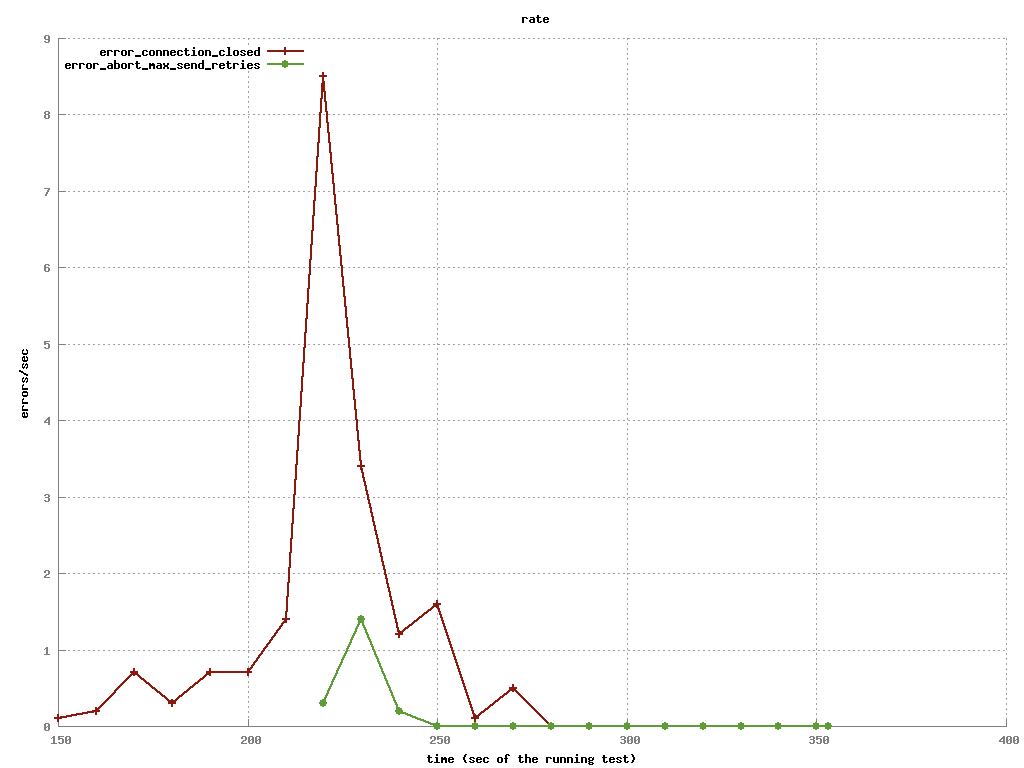 rate
error_connection_closed
error_abort_max_send_retries
9
8
7
6
5
4
3
2
1
0
errors/sec
150 200 250 300 350 400
time (sec of the running test)